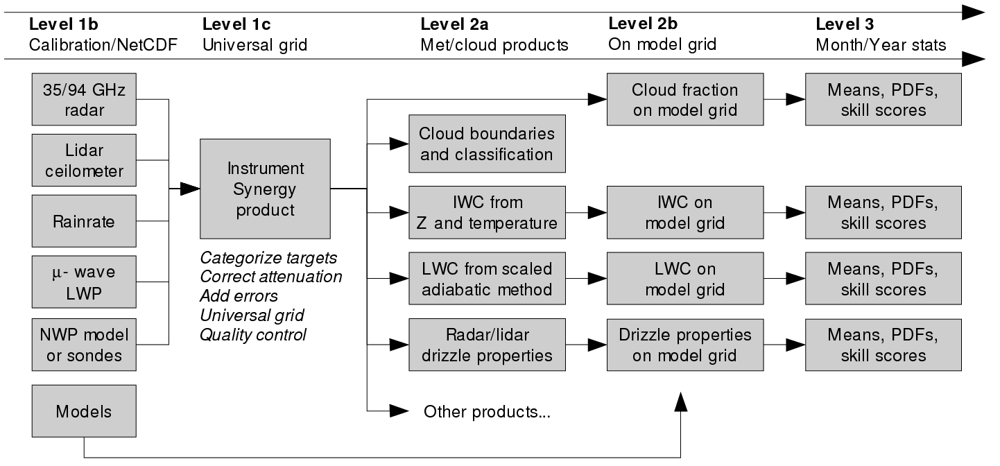 Level 1b
Calibration/NetCDF
Level 1c
Universal grid
Level 2a
Met/cloud products
Level 2b
On model grid
Level 3
Month/Year stats
35/94 GHz
radar
Lidar
ceilometer
Rainrate
μ- wave
LWP
NWP model
or sondes
Models
Instrument
Synergy
product
Categorize targets
Correct attenuation
Add errors
Universal grid
Quality control
Cloud boundaries
and classification
IWC from
Z and temperature
LWC from scaled
adiabatic method
Radar/lidar
drizzle properties
Other products...
Cloud fraction
on model grid
IWC on
model grid
LWC on
model grid
Drizzle properties
on model grid
Means, PDFs,
skill scores
Means, PDFs,
skill scores
Means, PDFs,
skill scores
Means, PDFs,
skill scores